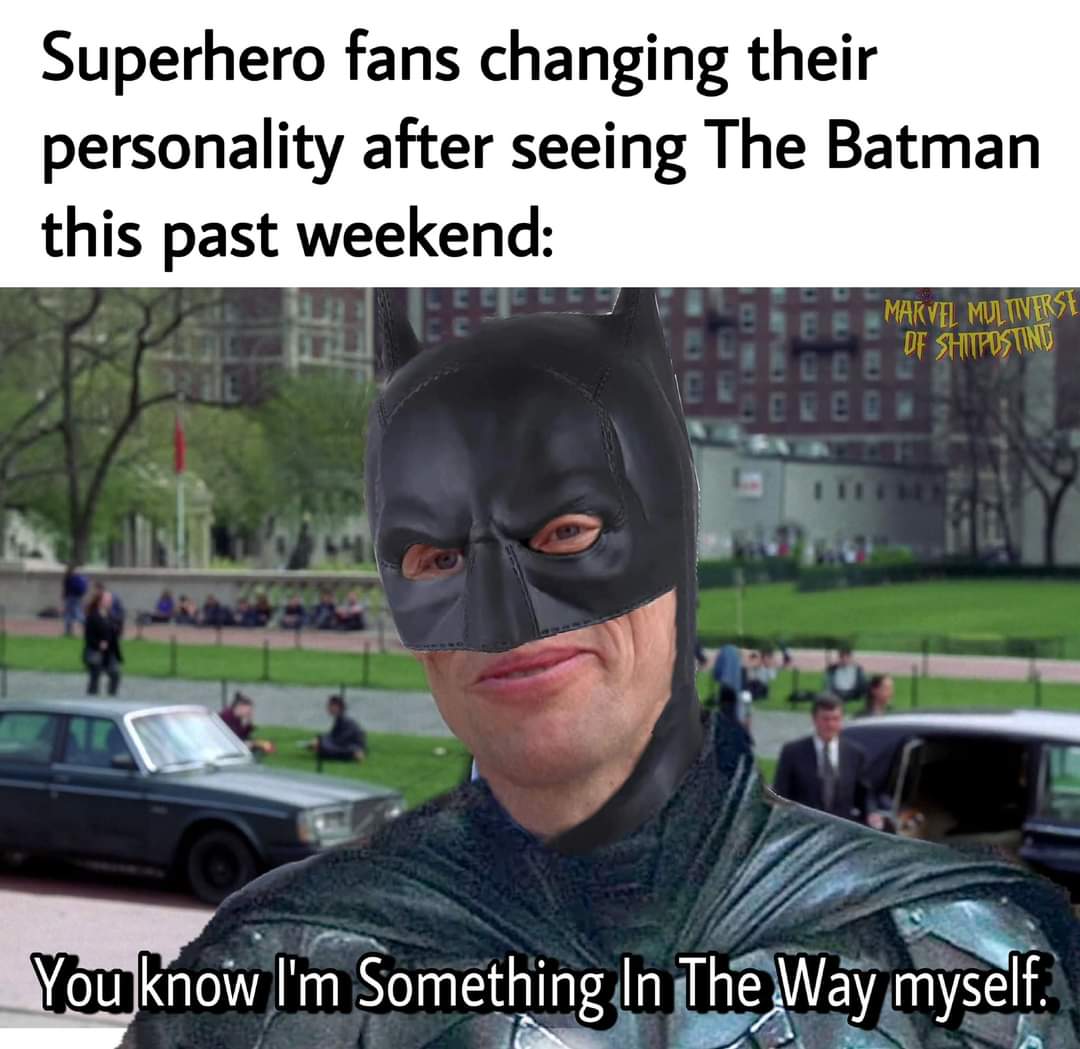 Superhero fans changing their
personality after seeing The Batman
this past weekend:
MARVEL MULTIVERSE
OF SHITPOSTING
You know I'm Something In The Way myself.